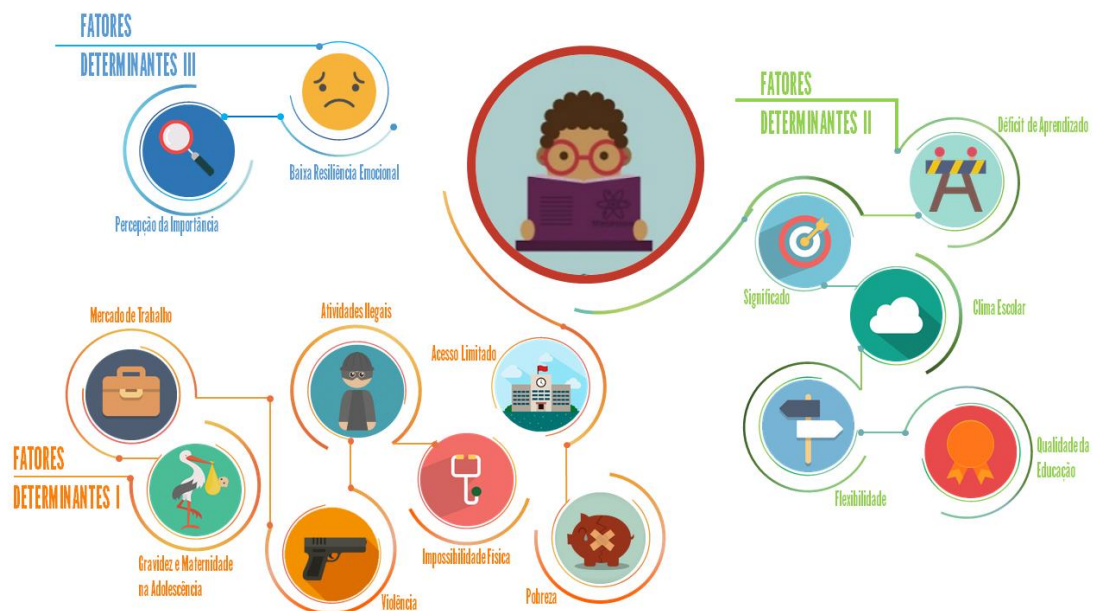 FATORES
DETERMINANTES III
Baixa Resiliência Emocional
Percepção da Importância
FATORES
DETERMINANTES II
Déficit de Aprendizado
Significado
Clima Escolar
Flexibilidade
Qualidade da
Educação
Mercado de Trabalho
Atividades Ilegais
Acesso Limitado
FATORES
DETERMINANTES I
Gravidez e Maternidade
na Adolescência
Violência
Impossibilidade Física
Pobreza